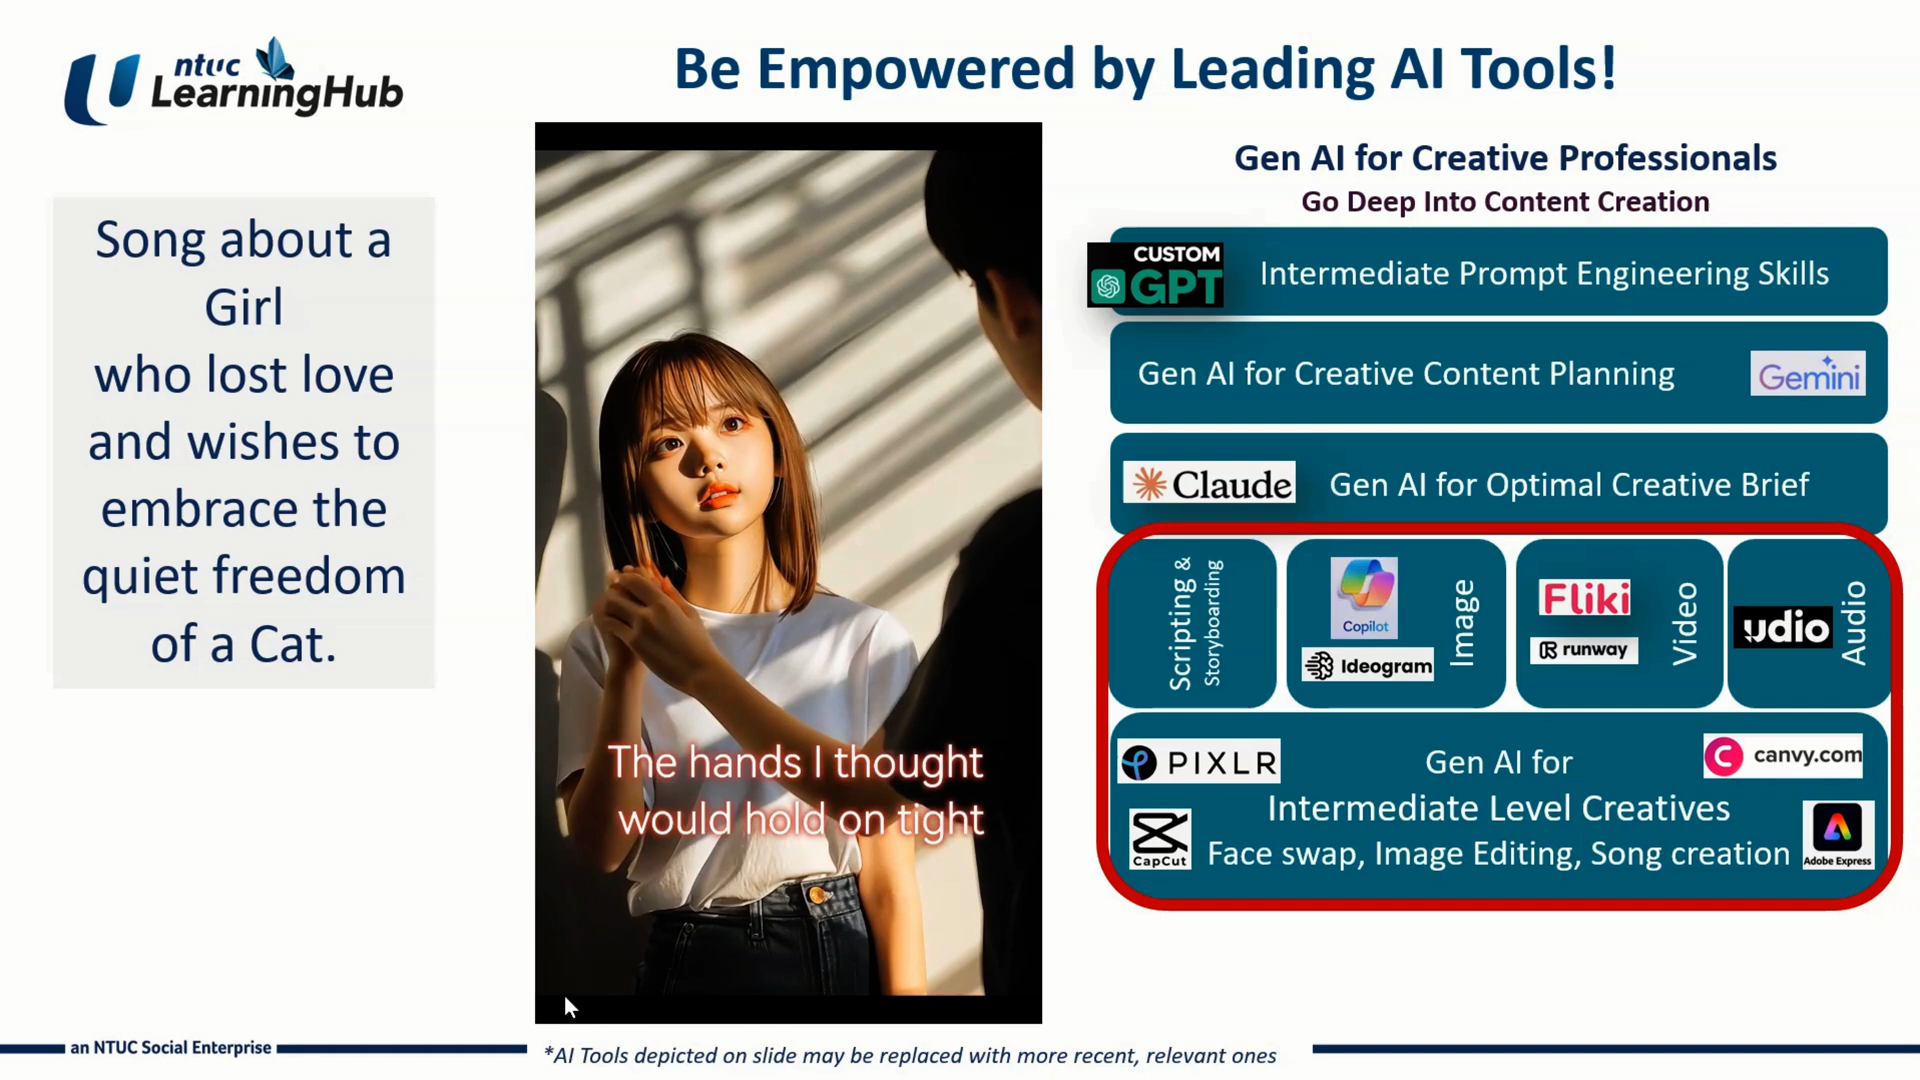 ntuc
LearningHub
Be Empowered by Leading AI Tools!
Song about a
Girl
who lost love
and wishes to
embrace the
quiet freedom
of a Cat.
The hands I thought
would hold on tight
Gen AI for Creative Professionals
Go Deep Into Content Creation
CUSTOM
GPT
Intermediate Prompt Engineering Skills
Gen AI for Creative Content Planning
Gemini
Claude
Gen AI for Optimal Creative Brief
Scripting &
Storyboarding
Copilot
Ideogram
Image
Fliki
runway
Video
udio
Audio
PIXLR
Gen AI for
canvy.com
Intermediate Level Creatives
CapCut
Face swap, Image Editing, Song creation
Adobe Express
an NTUC Social Enterprise
*AI Tools depicted on slide may be replaced with more recent, relevant ones